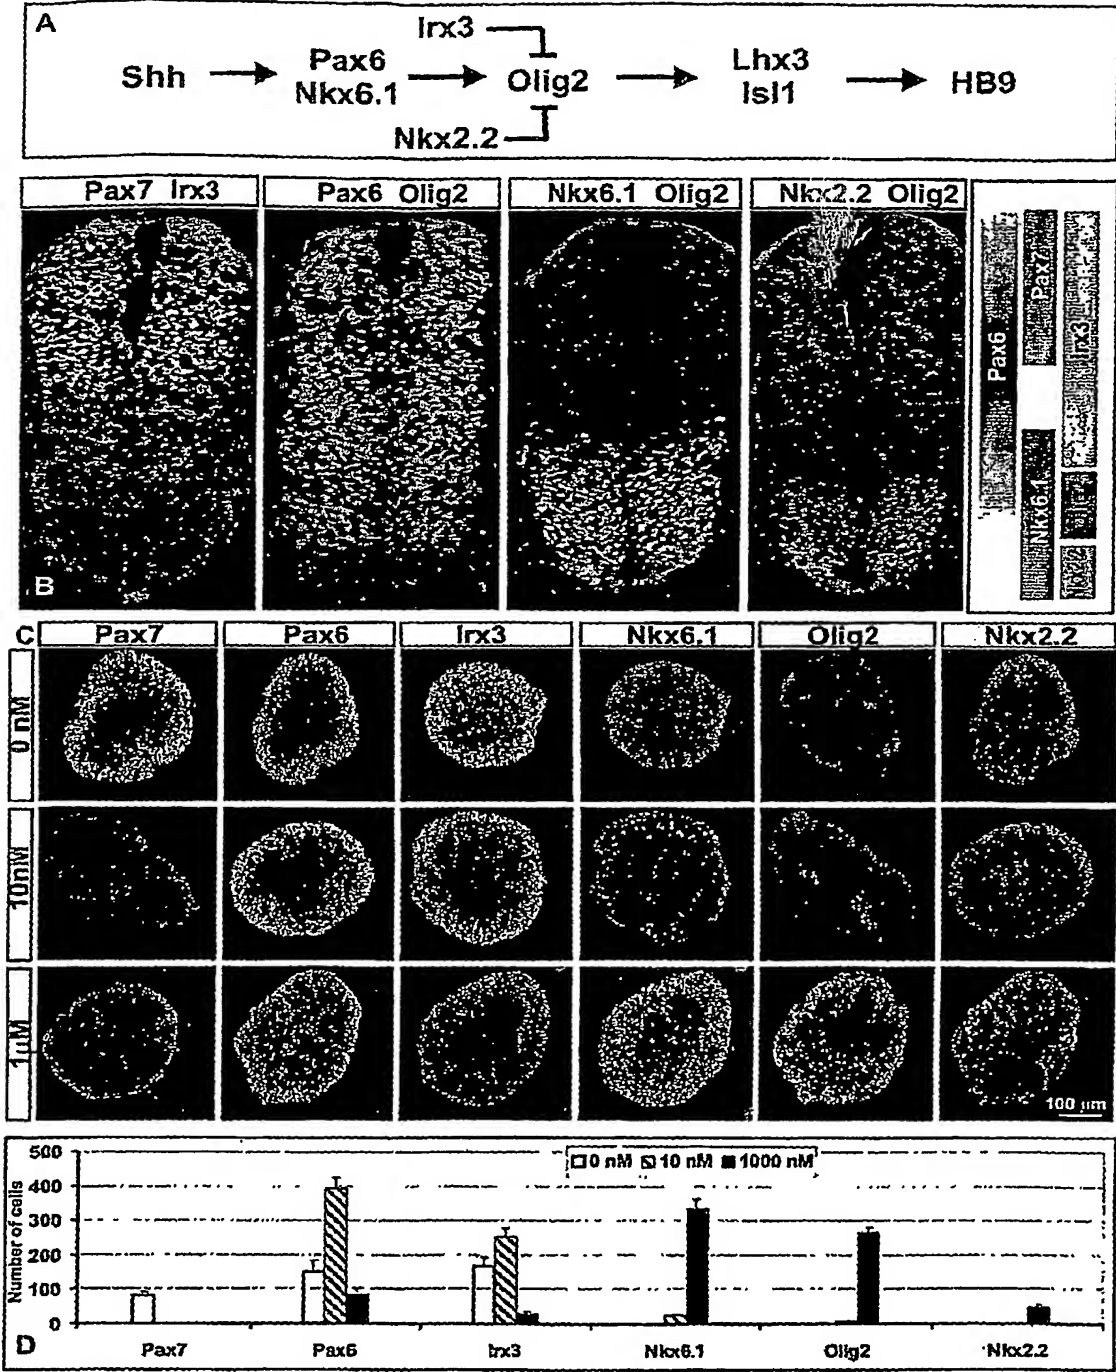 A
Irx3
Shh
Pax6
Nkx6.1
Olig2
Lhx3
Isl1
HB9
Nkx2.2
Pax7 Irx3
Pax6 Olig2
Nkx6.1 Olig2
Nkx2.2 Olig2
B
Pax6
Nkx6.1
Pax7
Irx3
C
Pax7
Pax6
Irx3
Nkx6.1
Olig2
Nkx2.2
0 nM
10nM
1µM
100 µm
0 nM 10 nM 1000 nM
Number of cells
500
400
300
200
100
0
D
Pax7
Pax6
Irx3
Nkx6.1
Olig2
Nkx2.2